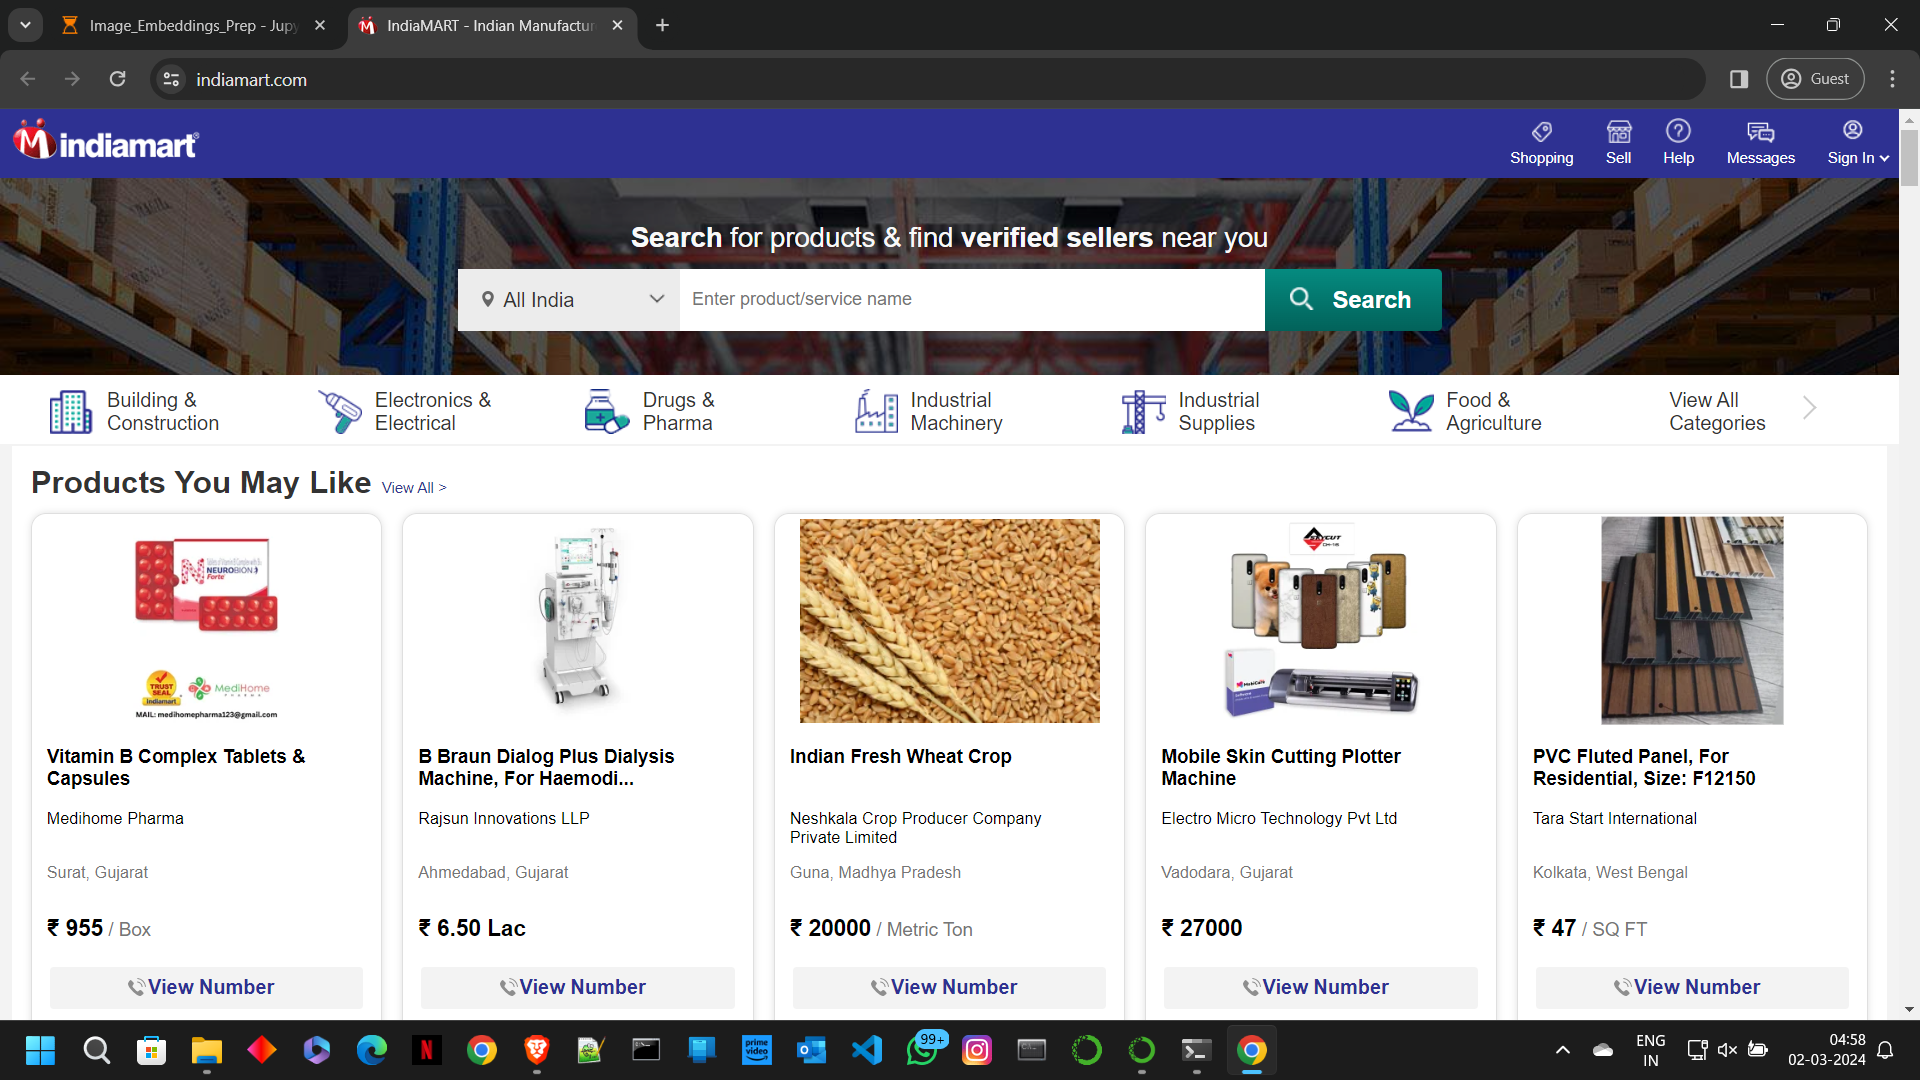 Image_Embeddings_Prep - Jupy
IndiaMART - Indian Manufactur
indiamart.com
Guest
indiamart
Shopping
Sell
Help
Messages
Sign In
Search for products & find verified sellers near you
All India
Enter product/service name
Search
Building &
Construction
Electronics &
Electrical
Drugs &
Pharma
Industrial
Machinery
Industrial
Supplies
Food &
Agriculture
View All
Categories
Products You May Like View All >
NEUROBION
Forte
TRUST
SEAL
indiamart
MediHome
PHARMA
MAIL: medihomepharma123@gmail.com
Vitamin B Complex Tablets &
Capsules
Medihome Pharma
Surat, Gujarat
₹ 955 / Box
View Number
B Braun Dialog Plus Dialysis
Machine, For Haemodi...
Rajsun Innovations LLP
Ahmedabad, Gujarat
₹ 6.50 Lac
View Number
Indian Fresh Wheat Crop
Neshkala Crop Producer Company
Private Limited
Guna, Madhya Pradesh
₹ 20000 / Metric Ton
View Number
Mobile Skin Cutting Plotter
Machine
Electro Micro Technology Pvt Ltd
Vadodara, Gujarat
₹ 27000
View Number
PVC Fluted Panel, For
Residential, Size: F12150
Tara Start International
Kolkata, West Bengal
₹ 47 / SQ FT
View Number
prime
video
99+
ENG
IN
04:58
02-03-2024